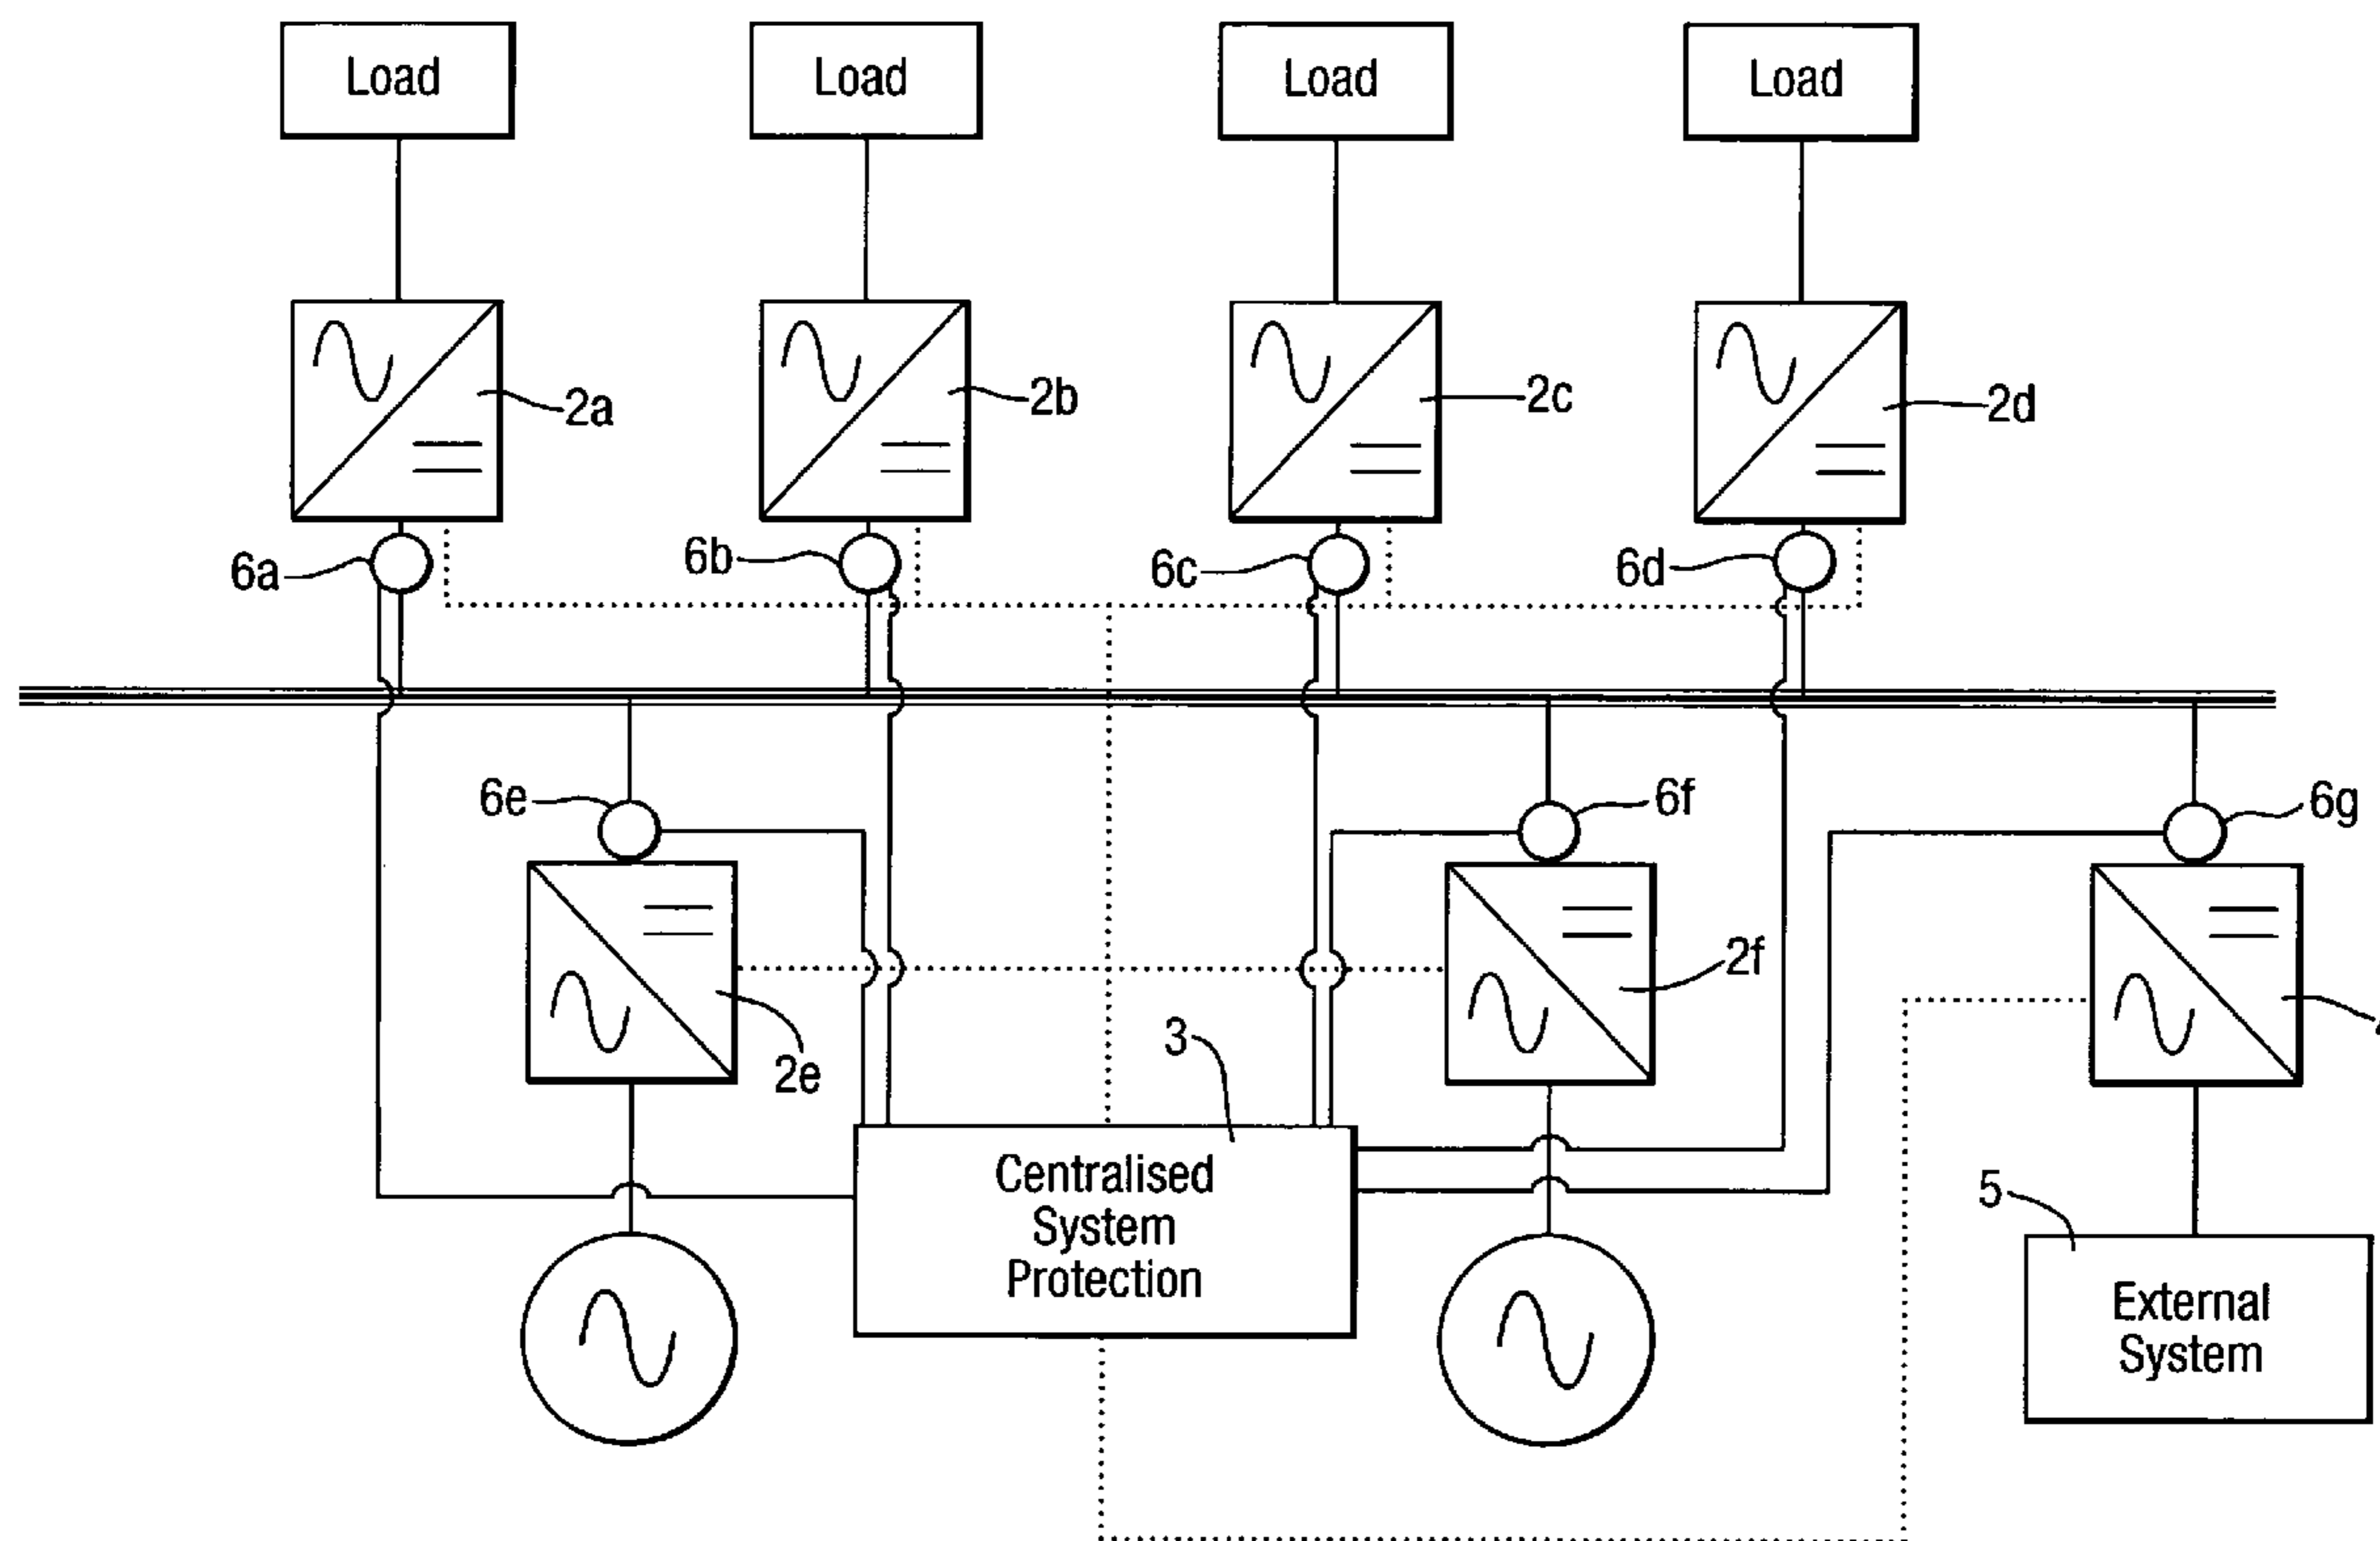 Load
Load
Load
Load
2a
2b
2c
2d
6a
6b
6c
6d
6e
6f
6g
2f
2e
3
Centralised
System
Protection
5
External
System